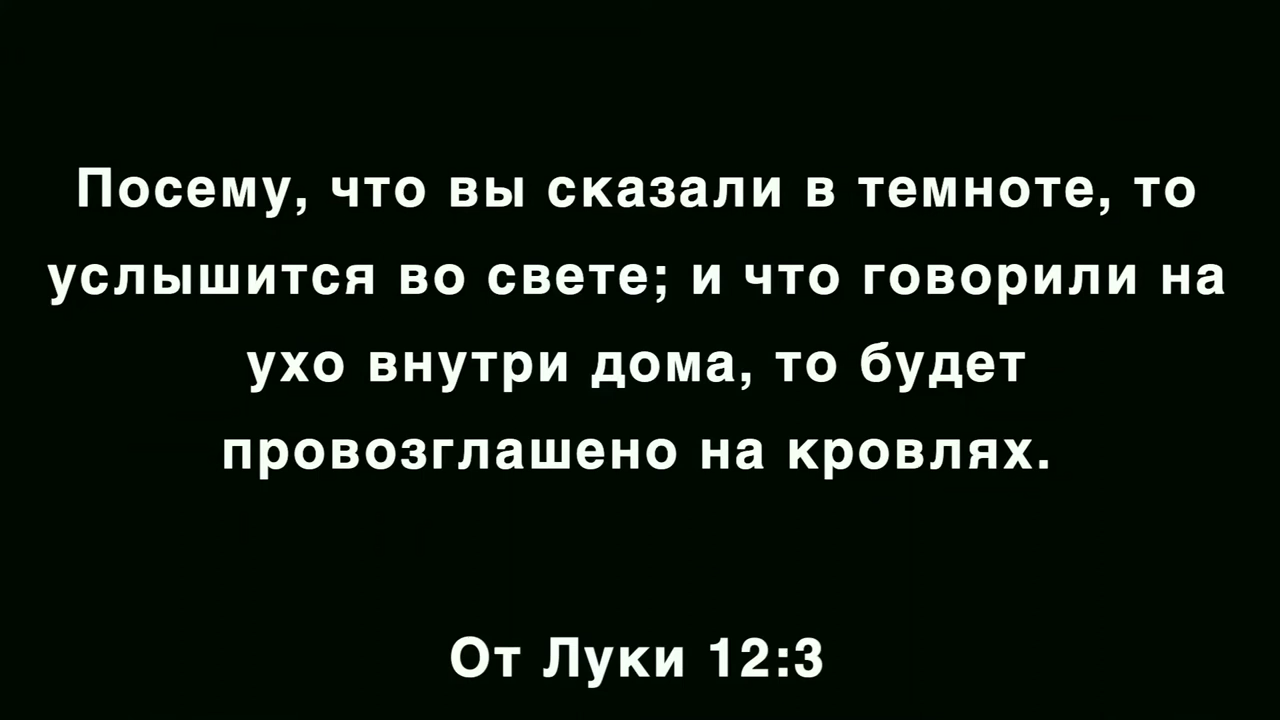 Посему, что вы сказали в темноте, то
услышится во свете; и что говорили на
ухо внутри дома, то будет
провозглашено на кровлях.
От Луки 12:3